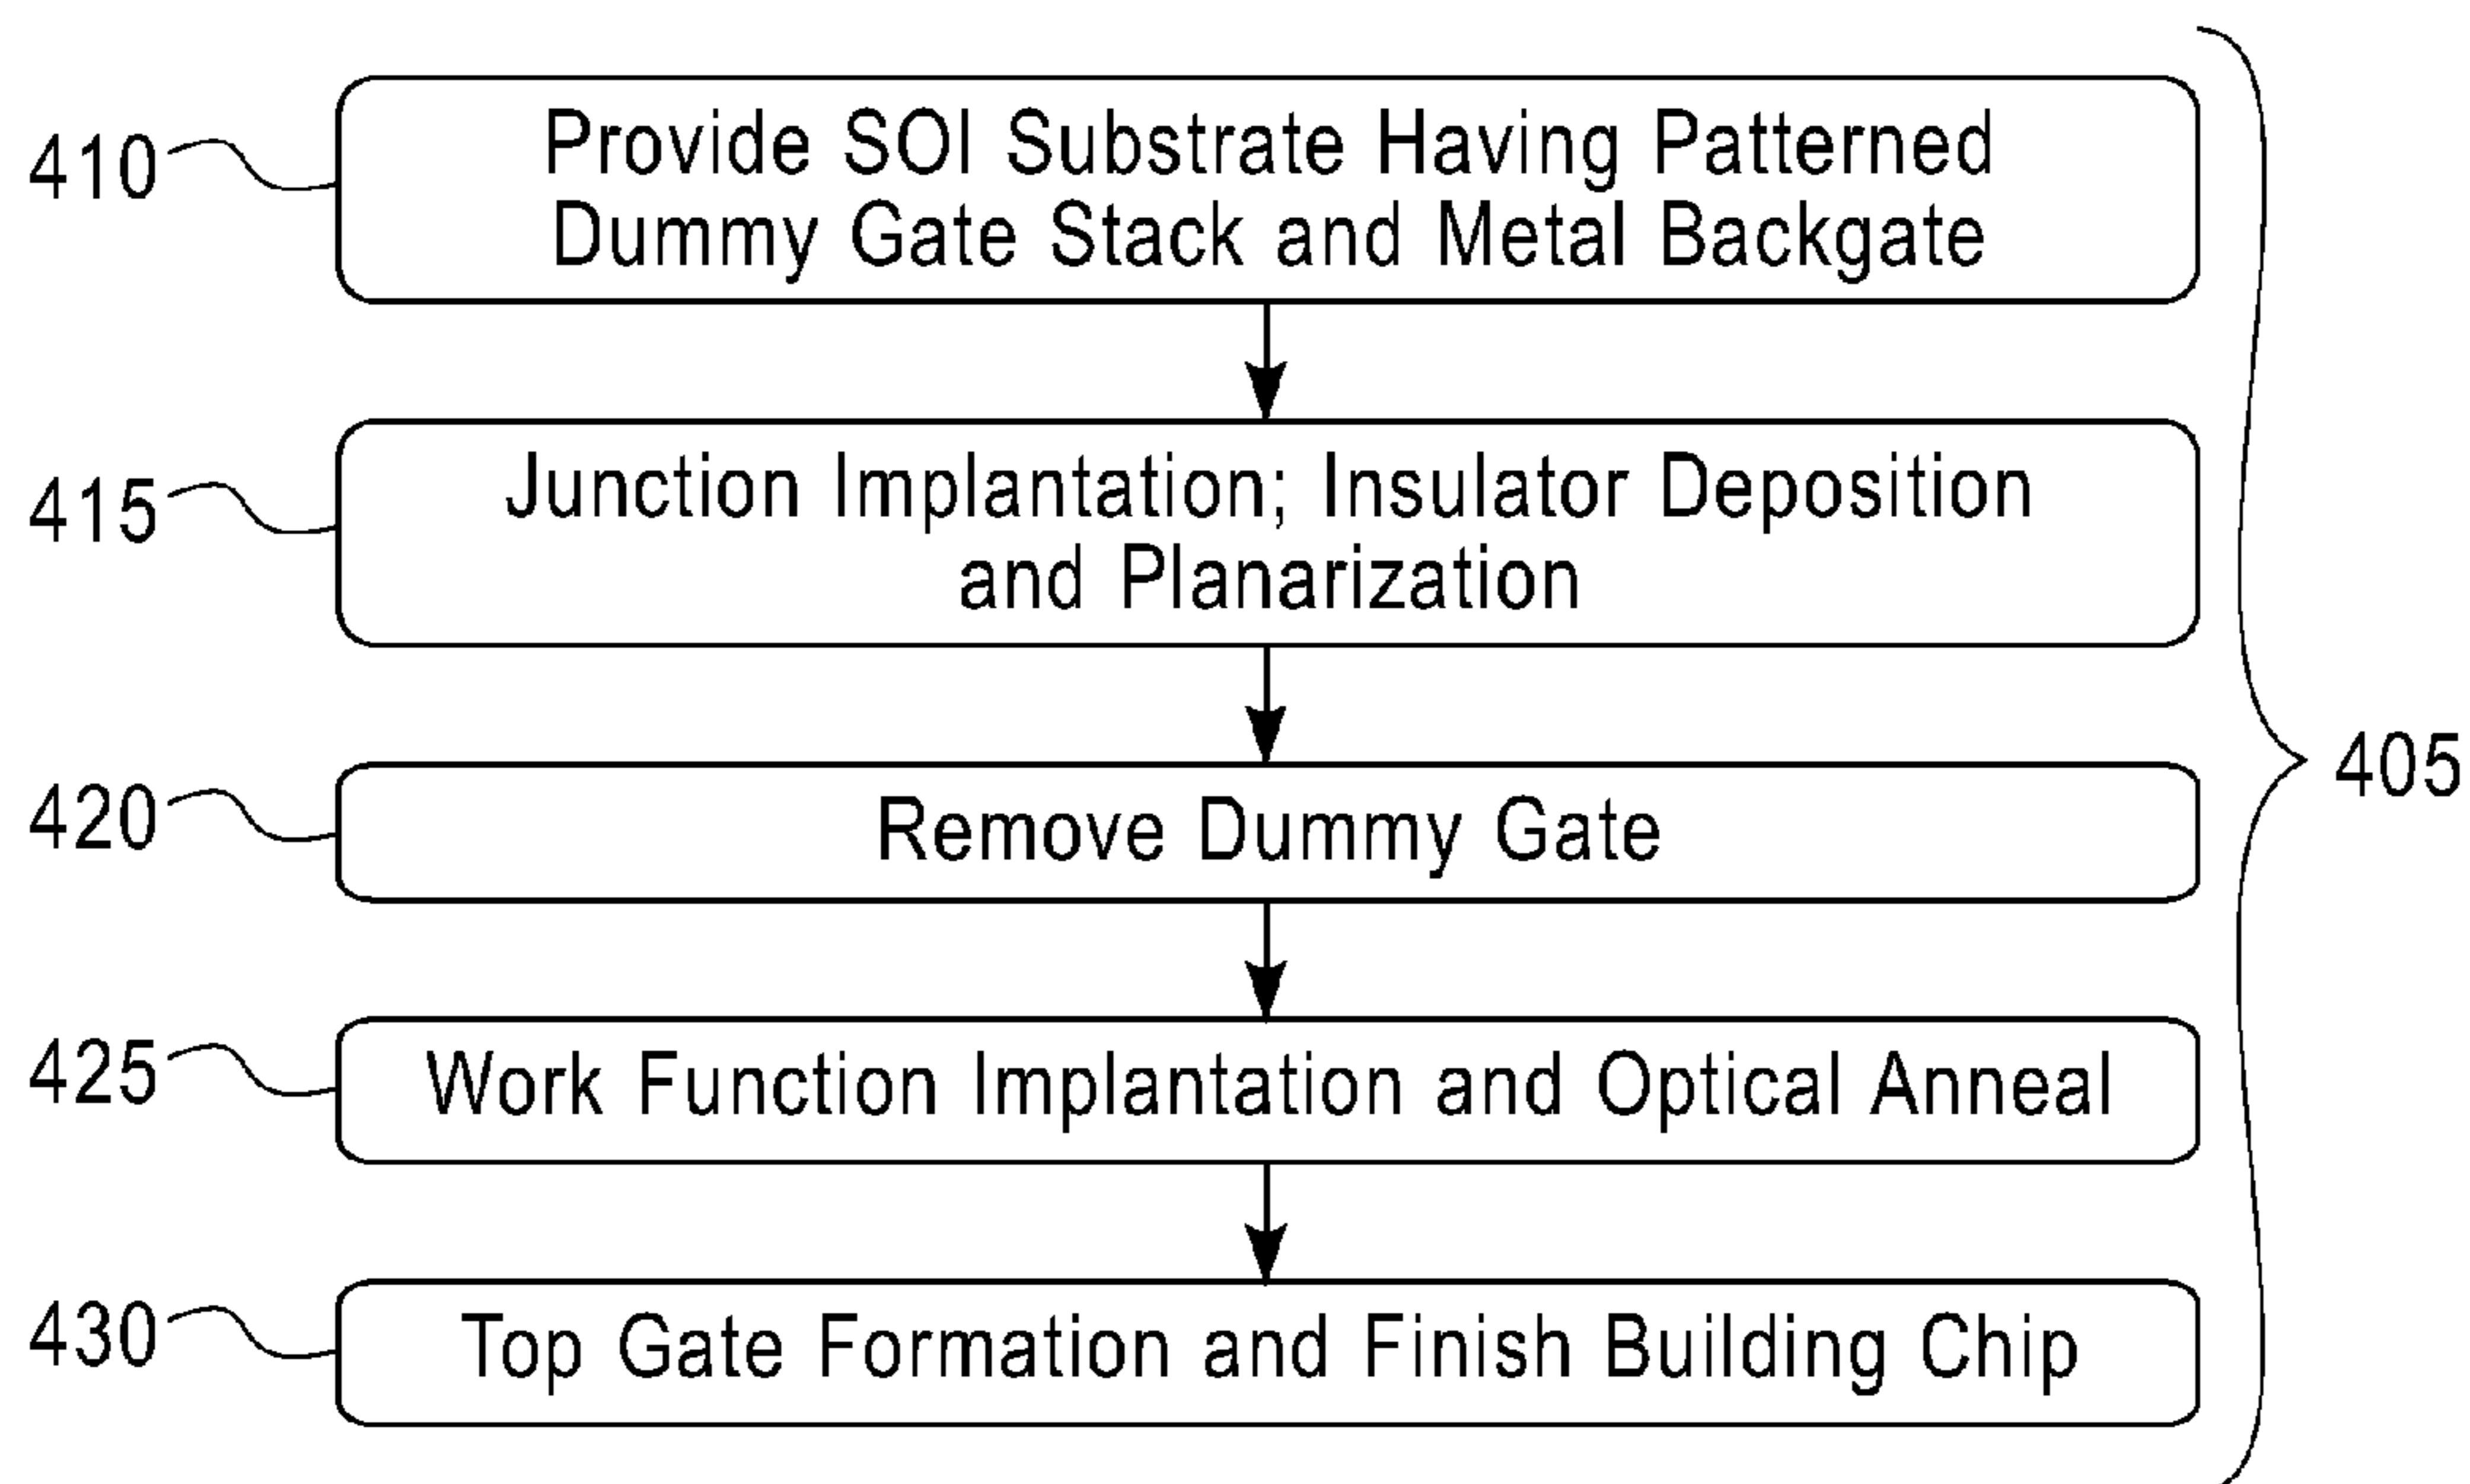 410
Provide SOI Substrate Having Patterned
Dummy Gate Stack and Metal Backgate
415
Junction Implantation; Insulator Deposition
and Planarization
405
420
Remove Dummy Gate
425
Work Function Implantation and Optical Anneal
430
Top Gate Formation and Finish Building Chip